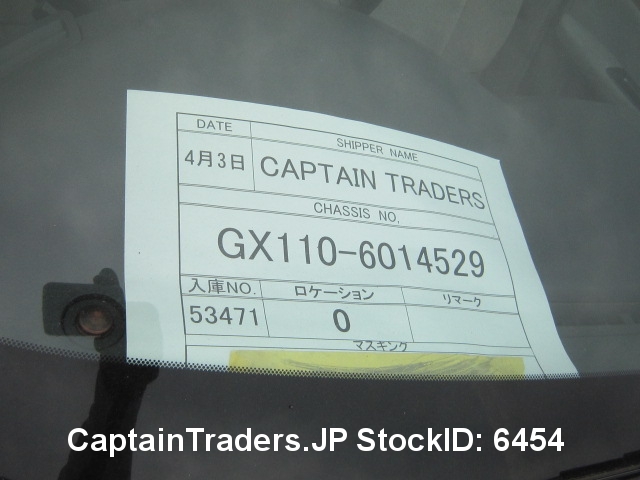 DATE SHIPPER NAME
4月3日 CAPTAIN TRADERS
CHASSIS NO.
GX110-6014529
入庫NO. ロケーション リマーク
53471 0
マスキング
CaptainTraders.JP StockID: 6454